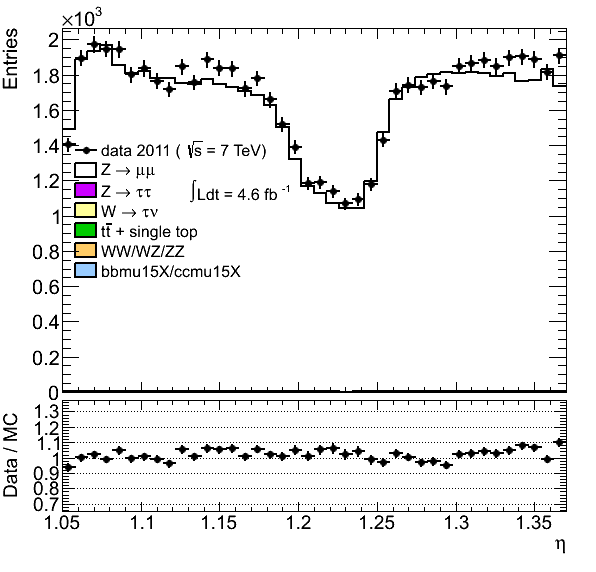 ×10³
Entries
2
1.8
1.6
1.4
1.2
1
0.8
0.6
0.4
0.2
0
data 2011 ( √s = 7 TeV)
Z → μμ
Z → ττ
∫Ldt = 4.6 fb⁻¹
W → τν
tt̄ + single top
WW/WZ/ZZ
bbmu15X/ccmu15X
Data / MC
1.3
1.2
1.1
1
0.9
0.8
0.7
1.05 1.1 1.15 1.2 1.25 1.3 1.35
η